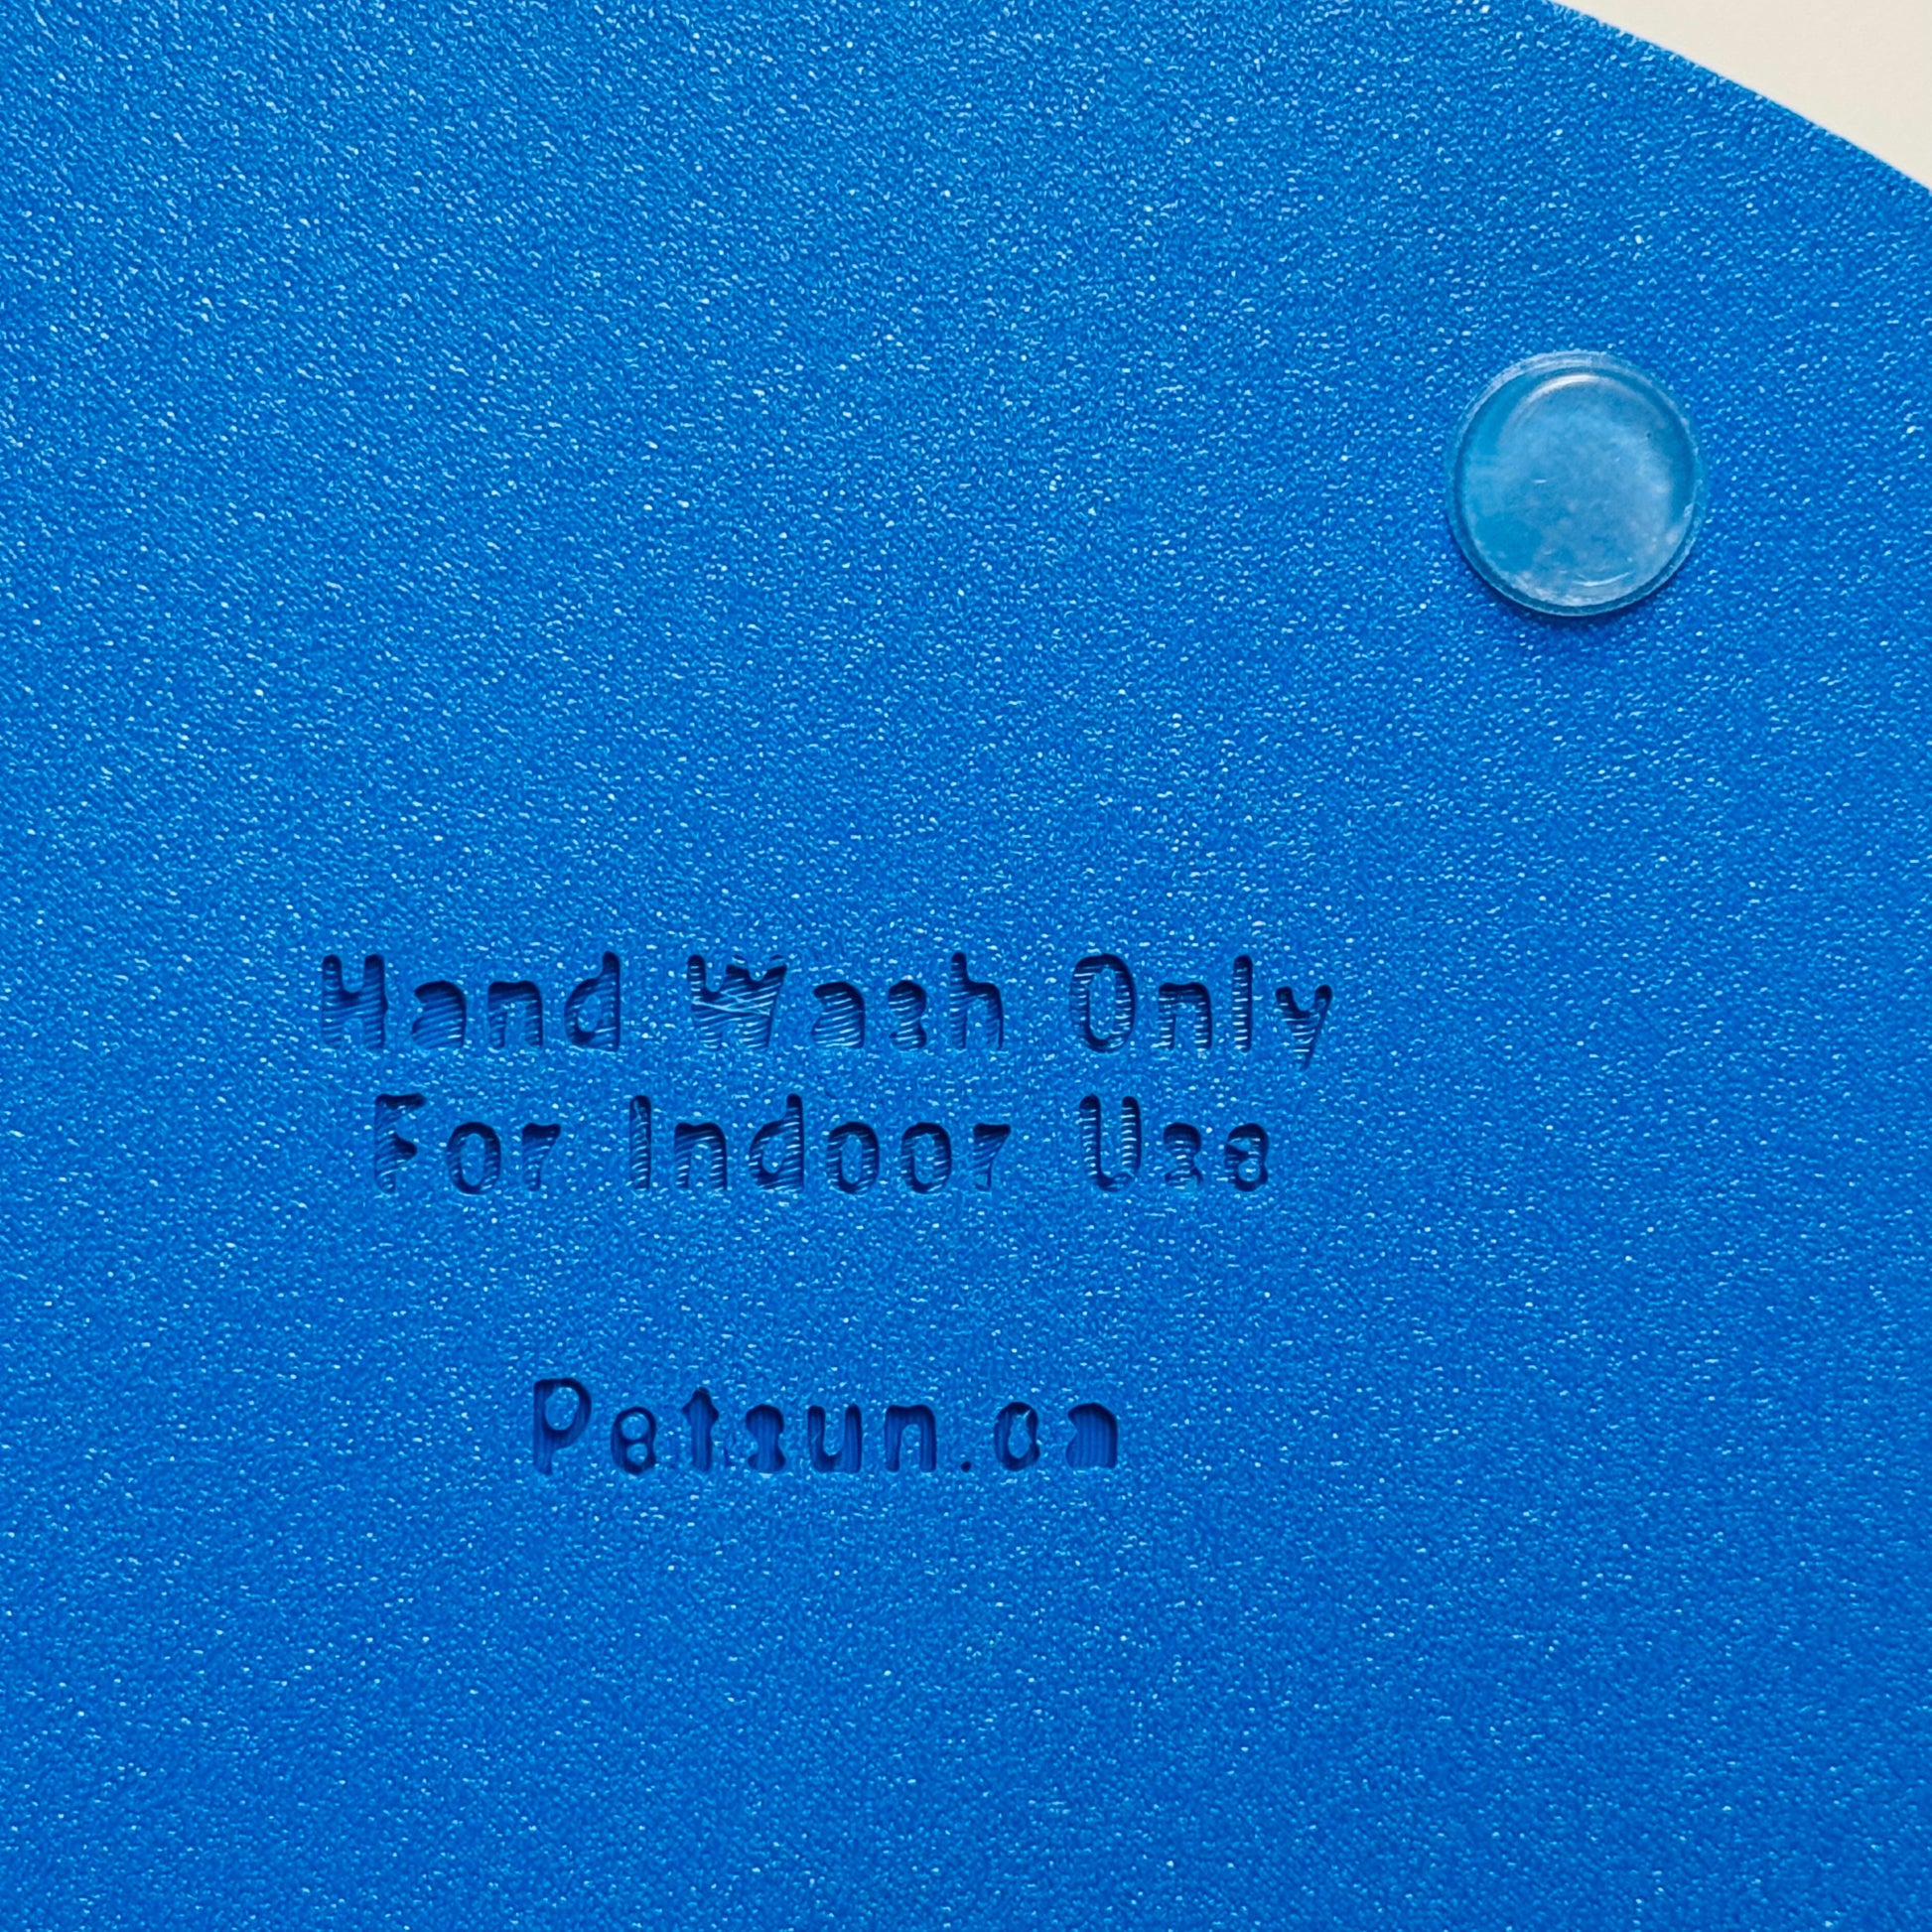 Hand Wash Only
For Indoor Use
Petsun.ca